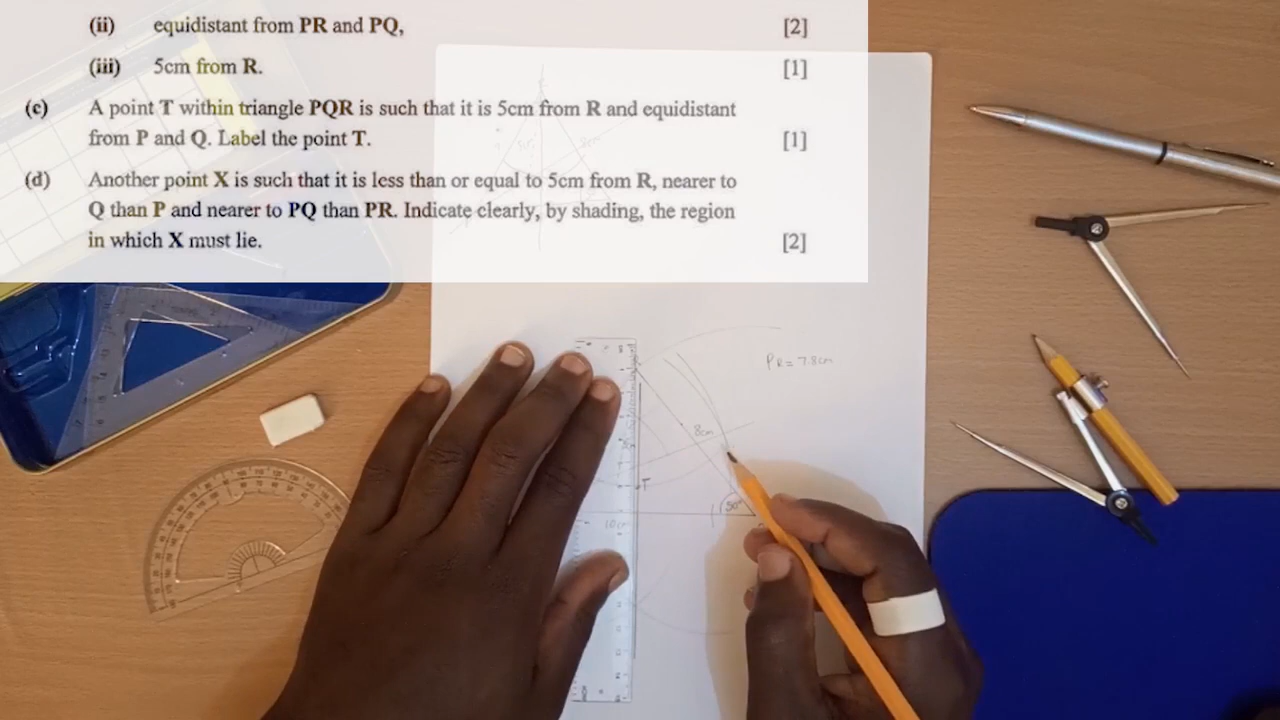 (ii) equidistant from PR and PQ, [2]
(iii) 5cm from R. [1]
(c) A point T within triangle PQR is such that it is 5cm from R and equidistant
from P and Q. Label the point T. [1]
(d) Another point X is such that it is less than or equal to 5cm from R, nearer to
Q than P and nearer to PQ than PR. Indicate clearly, by shading, the region
in which X must lie. [2]
PR = 7.8cm
8cm
T
50
10cm